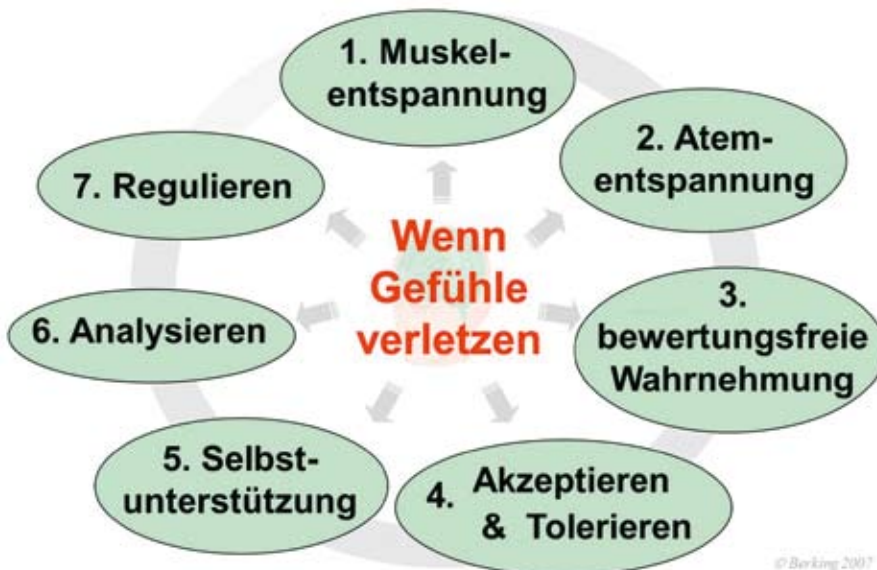 1. Muskel-
entspannung
2. Atem-
entspannung
3.
bewertungsfreie
Wahrnehmung
4. Akzeptieren
& Tolerieren
5. Selbst-
unterstützung
6. Analysieren
7. Regulieren
Wenn
Gefühle
verletzen
© Berking 2007